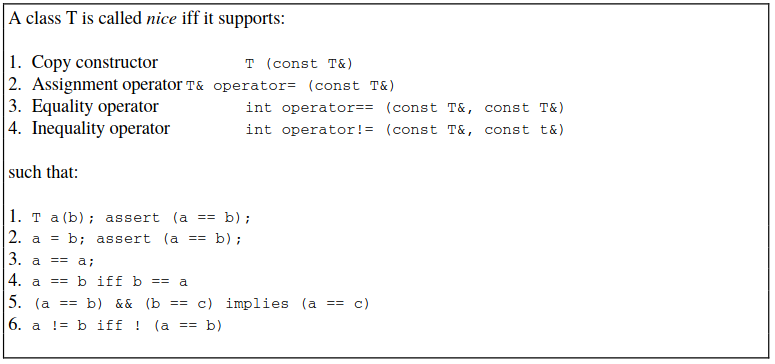 A class T is called nice iff it supports:
1. Copy constructor T (const T&)
2. Assignment operator T& operator= (const T&)
3. Equality operator int operator== (const T&, const T&)
4. Inequality operator int operator!= (const T&, const t&)
such that:
1. T a(b); assert (a == b);
2. a = b; assert (a == b);
3. a == a;
4. a == b iff b == a
5. (a == b) && (b == c) implies (a == c)
6. a != b iff ! (a == b)